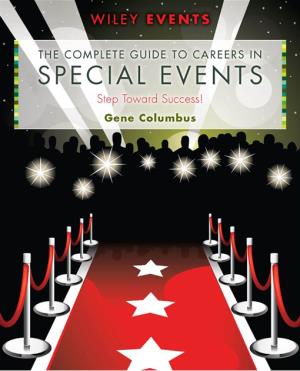 WILEY EVENTS
THE COMPLETE GUIDE TO CAREERS IN
SPECIAL EVENTS
Step Toward Success!
Gene Columbus